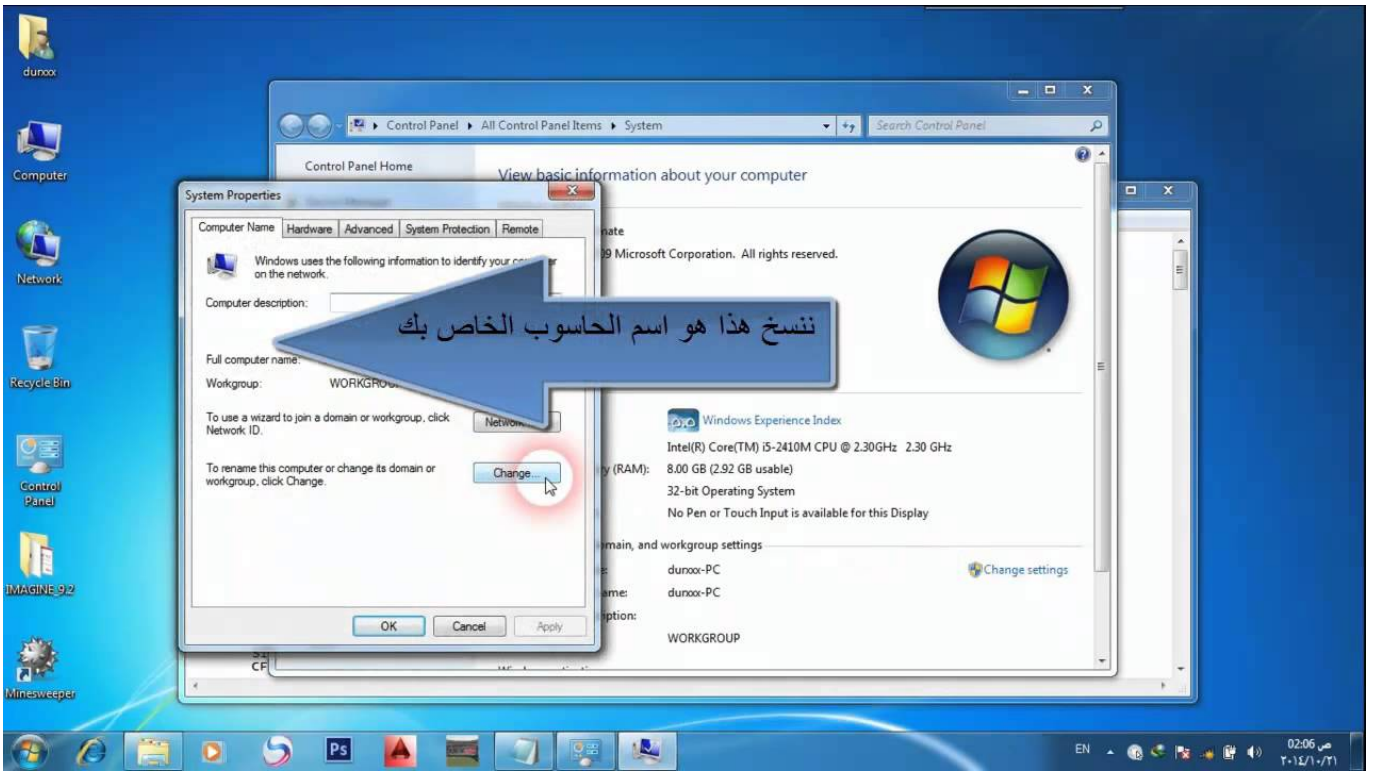 dunxx
Computer
Network
Recycle Bin
Control
Panel
IMAGINE_9.2
Minesweeper
Control Panel
All Control Panel Items
System
Search Control Panel
Control Panel Home
View basic information about your computer
System Properties
Computer Name
Hardware
Advanced
System Protection
Remote
Windows uses the following information to identify your
on the network.
Computer description:
ننسخ هذا هو اسم الحاسوب الخاص بك
Full computer name:
Workgroup:
To use a wizard to join a domain or workgroup, click
Network ID.
To rename this computer or change its domain or
workgroup, click Change.
Change...
OK
Cancel
Apply
09 Microsoft Corporation. All rights reserved.
Windows Experience Index
Intel(R) Core(TM) i5-2410M CPU @ 2.30GHz 2.30 GHz
(RAM): 8.00 GB (2.92 GB usable)
32-bit Operating System
No Pen or Touch Input is available for this Display
and workgroup settings
dunxx-PC
Change settings
dunxx-PC
WORKGROUP
Ps
EN
02:06 ص
٢٠١٤/١٠/٢١